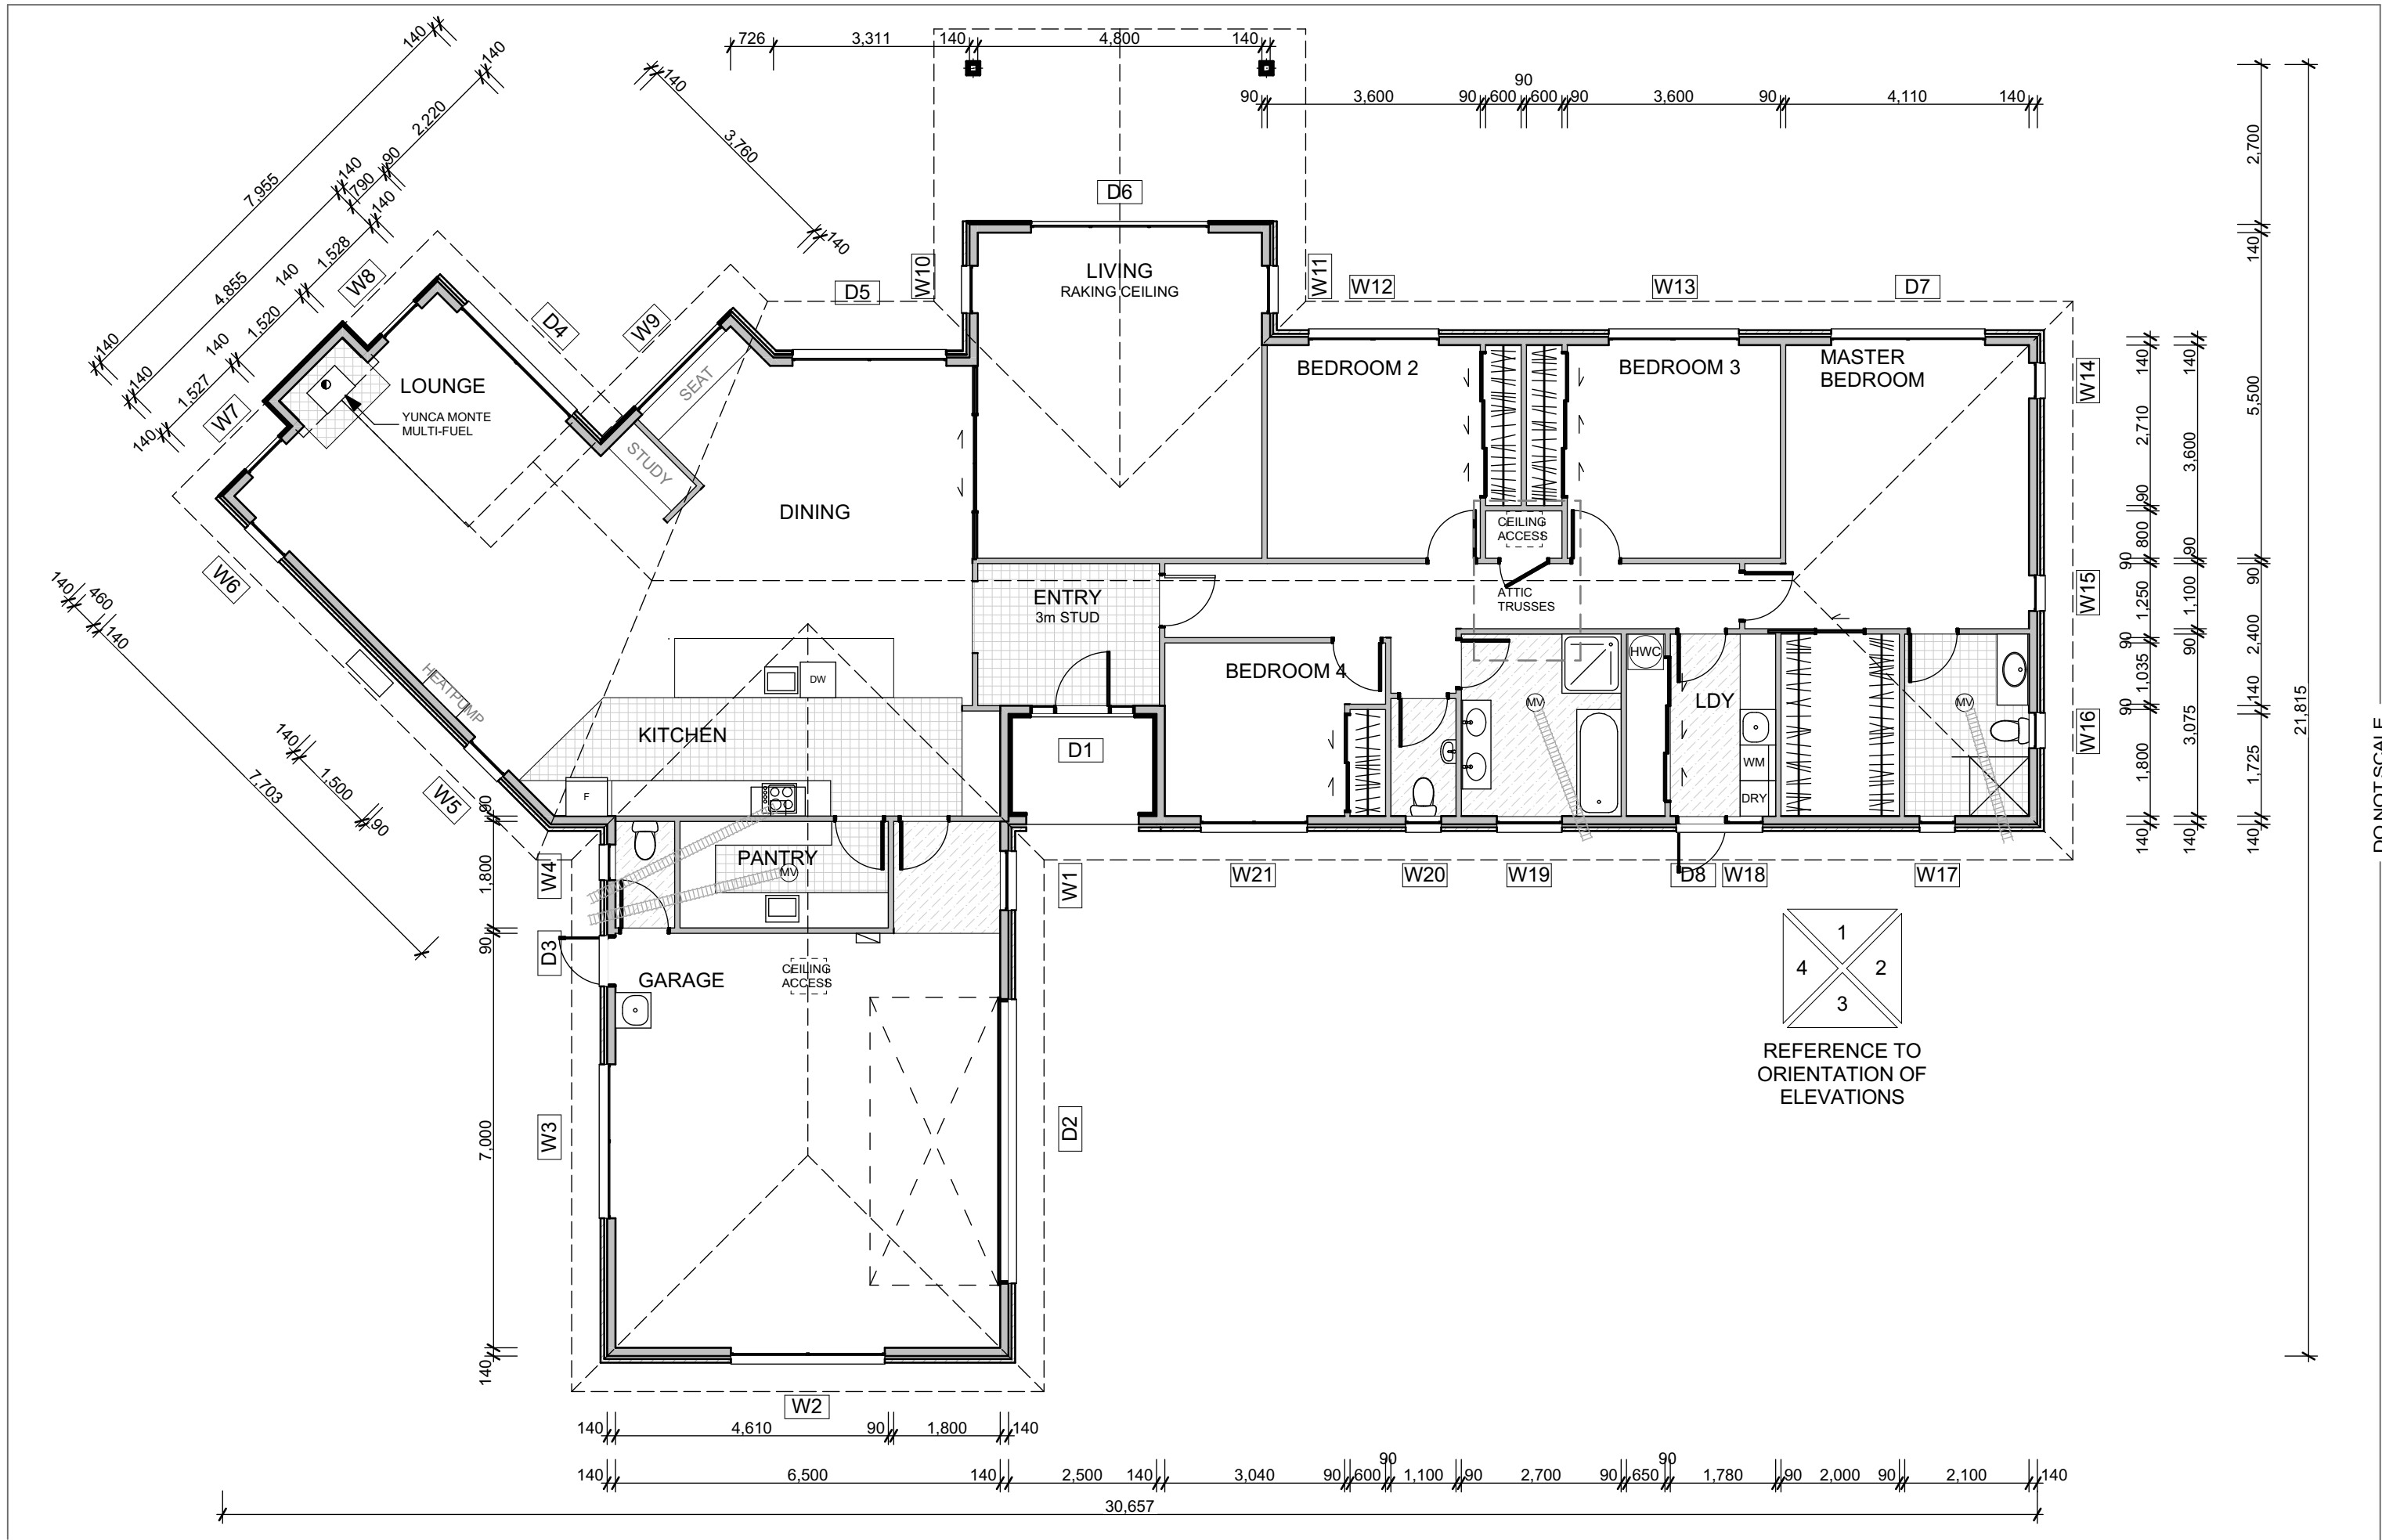 140
140
726
3,311
140
4,800
140
140
90
3,600
90
600
90
600
90
3,600
90
4,110
140
2,220
90
140
790
140
7,955
4,855
1,528
140
1,520
140
1,527
140
140
140
3,760
140
2,700
140
5,500
90
2,400
140
1,725
140
21,815
140
3,600
90
1,100
90
3,075
140
140
2,710
90
800
90
1,250
90
1,035
90
1,800
140
D6
W8
D4
W9
D5
W10
W11
W12
W13
D7
W14
W7
LIVING
RAKING CEILING
LOUNGE
YUNCA MONTE
MULTI-FUEL
SEAT
STUDY
DINING
BEDROOM 2
BEDROOM 3
MASTER
BEDROOM
CEILING
ACCESS
ATTIC
TRUSSES
ENTRY
3m STUD
W6
W15
140
460
140
HEATPUMP
DW
BEDROOM 4
HWC
MV
LDY
MV
W16
KITCHEN
D1
WM
DRY
F
W5
140
1,500
90
7,703
90
1,800
90
7,000
140
W4
D3
W3
PANTRY
MV
W1
W21
W20
W19
D8
W18
W17
GARAGE
CEILING
ACCESS
D2
1
4
2
3
REFERENCE TO
ORIENTATION OF
ELEVATIONS
W2
140
4,610
90
1,800
140
140
6,500
140
2,500
140
3,040
90
600
90
1,100
90
2,700
90
650
90
1,780
90
2,000
90
2,100
140
30,657
DO NOT SCALE